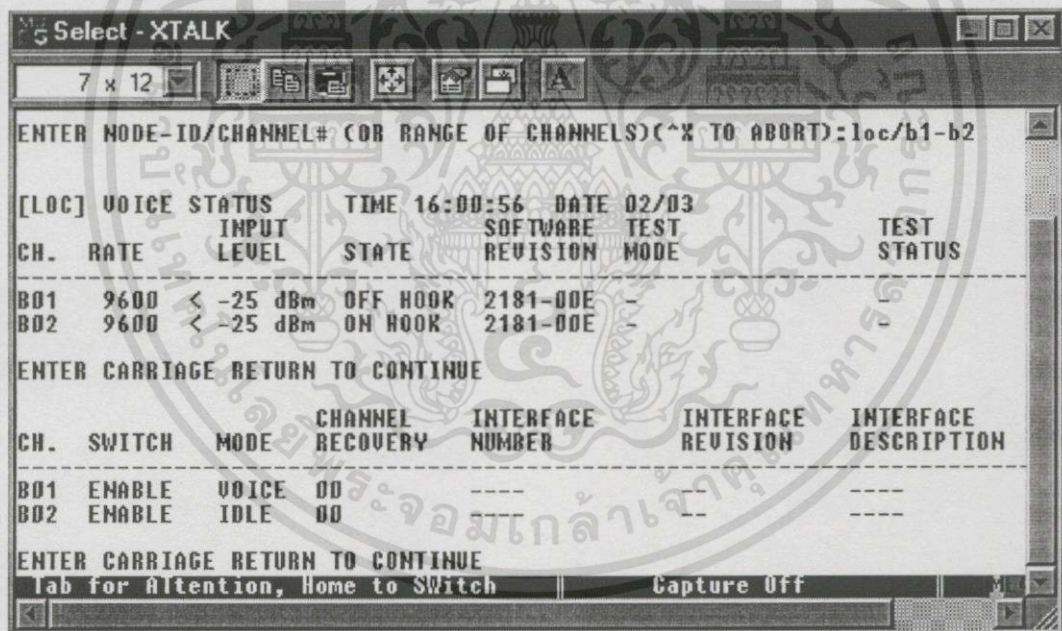 Select - XTALK
7 x 12
ENTER NODE-ID/CHANNEL# (OR RANGE OF CHANNELS)(^X TO ABORT):loc/b1-b2
[LOC] VOICE STATUS TIME 16:00:56 DATE 02/03
INPUT SOFTWARE TEST TEST
CH. RATE LEVEL STATE REVISION MODE STATUS
B01 9600 < -25 dBm OFF HOOK 2181-00E - -
B02 9600 < -25 dBm ON HOOK 2181-00E - -
ENTER CARRIAGE RETURN TO CONTINUE
CHANNEL INTERFACE INTERFACE INTERFACE
CH. SWITCH MODE RECOVERY NUMBER REVISION DESCRIPTION
B01 ENABLE VOICE 00 ---- -- ----
B02 ENABLE IDLE 00 ---- -- ----
ENTER CARRIAGE RETURN TO CONTINUE
Tab for ATtention, Home to SWitch || Capture Off